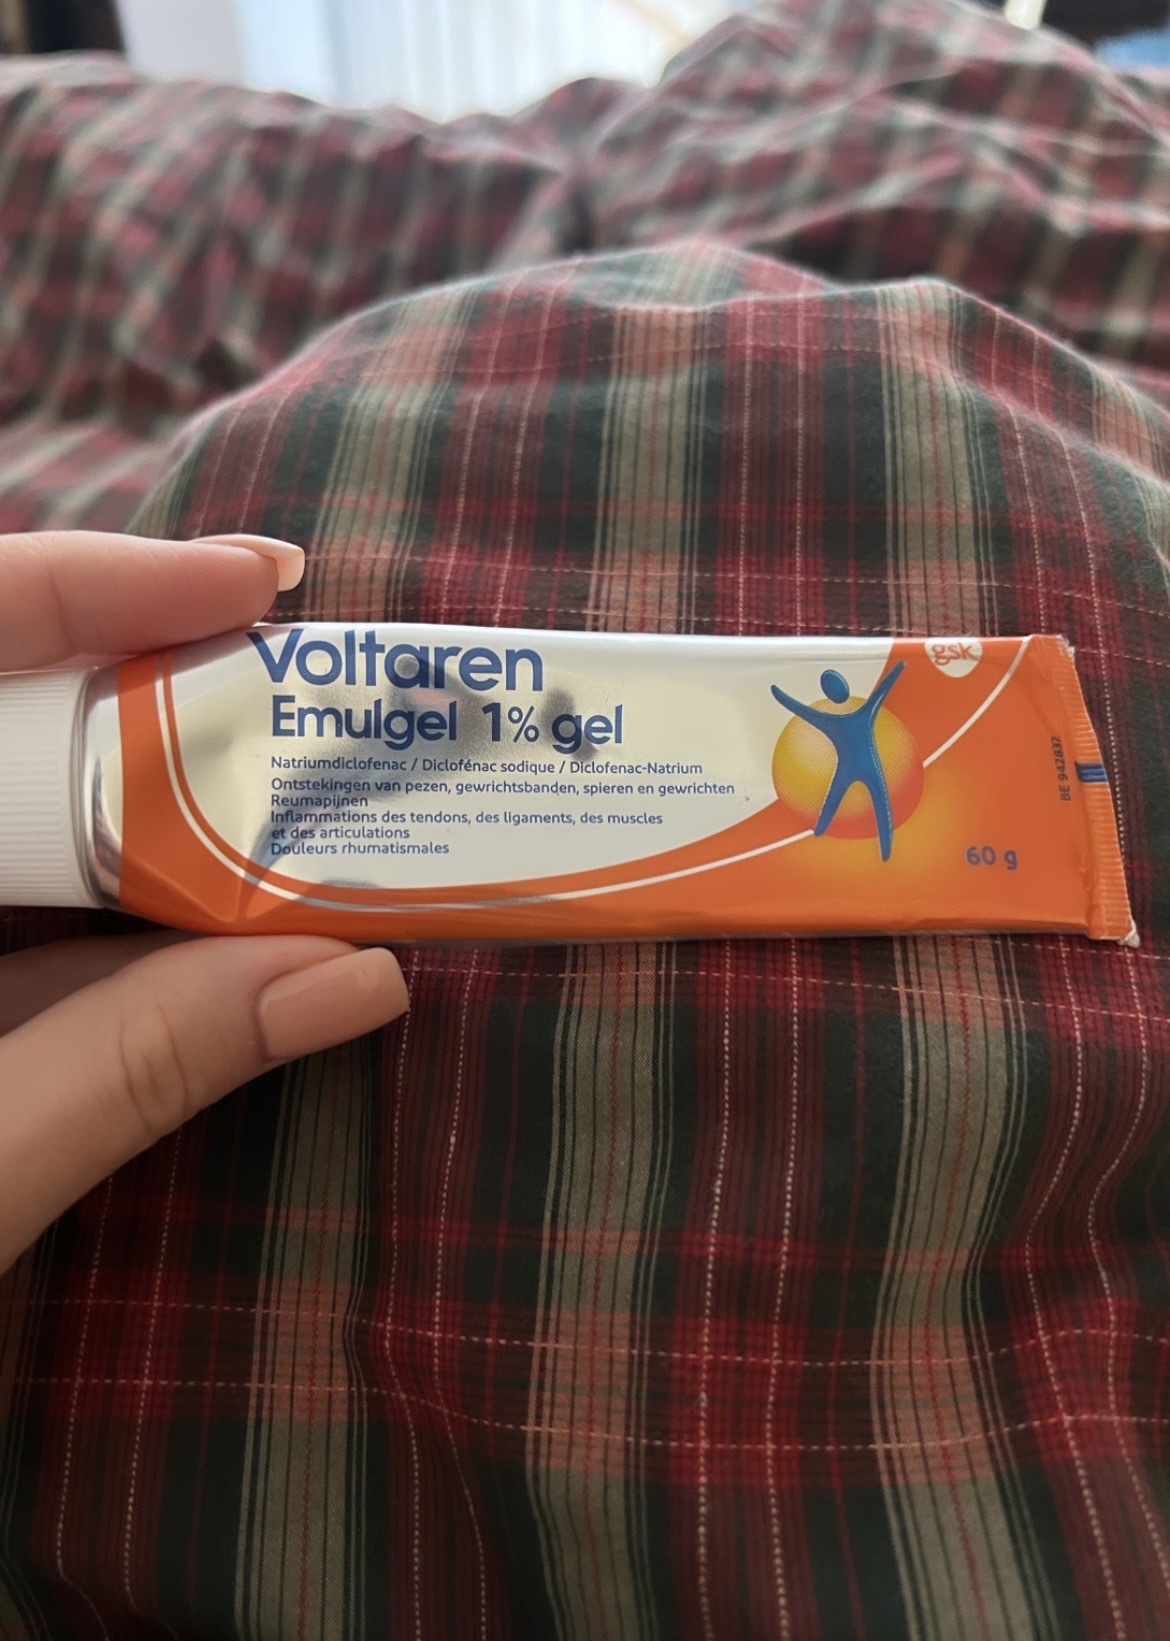 Voltaren
Emulgel 1% gel
Natriumdiclofenac / Diclofénac sodique / Diclofenac-Natrium
Ontstekingen van pezen, gewrichtsbanden, spieren en gewrichten
Reumapijnen
Inflammations des tendons, des ligaments, des muscles
et des articulations
Douleurs rhumatismales
gsk
60 g
BE 942837